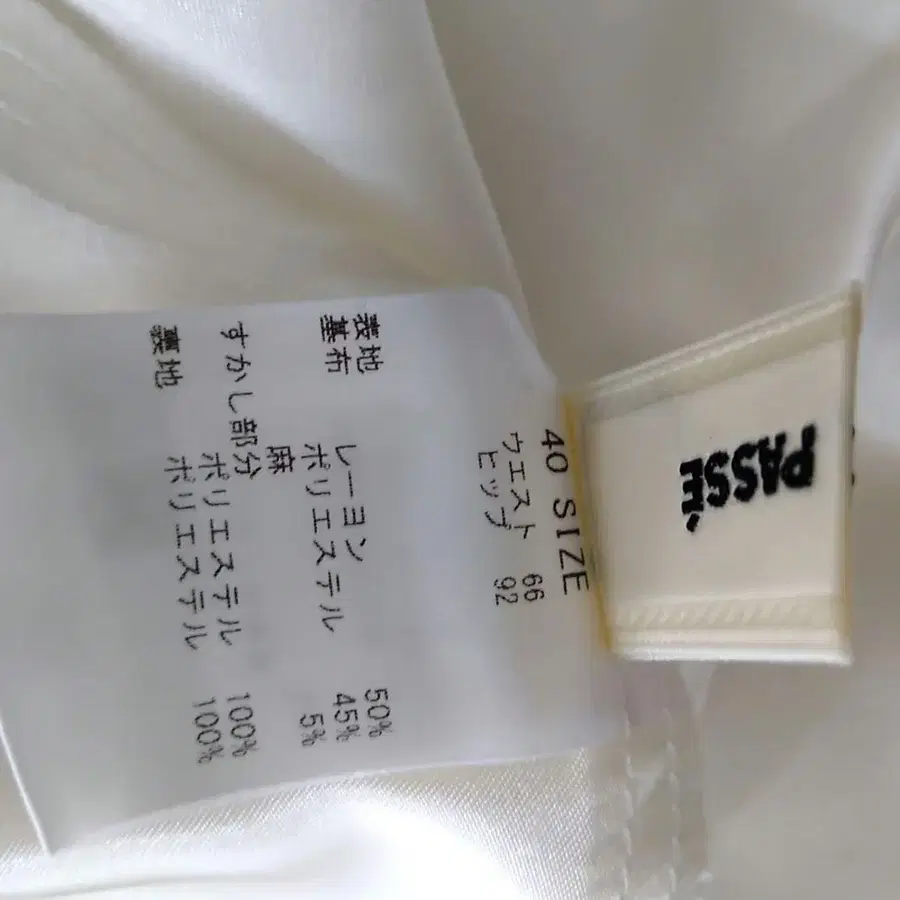 PASSÉ
40 SIZE
ウエスト 66
ヒップ 92
表地
基布 レーヨン 50%
ポリエステル 45%
麻 5%
すかし部分 ポリエステル 100%
裏地 ポリエステル 100%